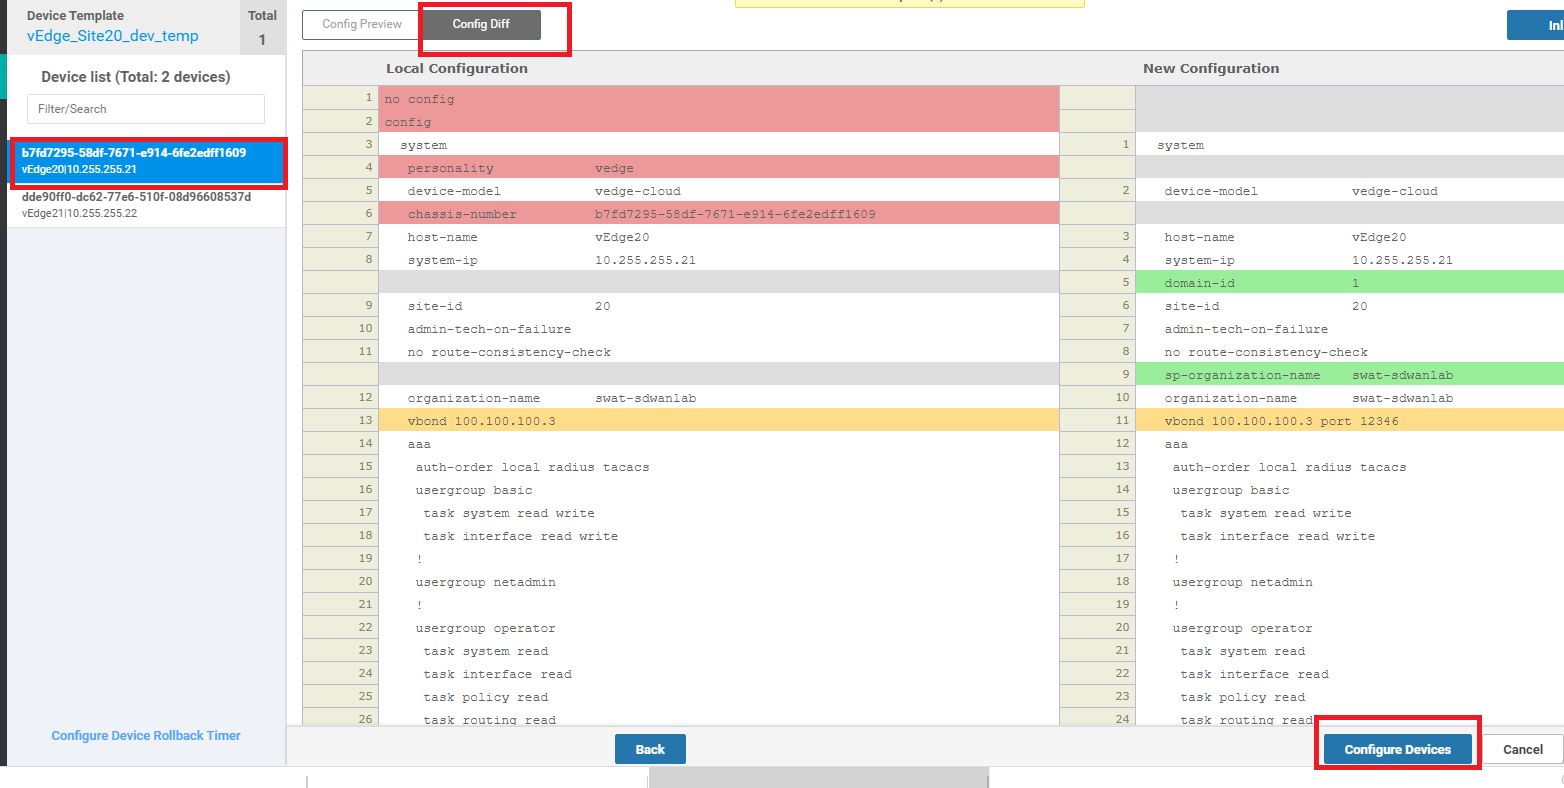 Device Template
vEdge_Site20_dev_temp
Total
1
Device list (Total: 2 devices)
Filter/Search
b7fd7295-58df-7671-e914-6fe2edff1609
vEdge20|10.255.255.21
dde90ff0-dc62-77e6-510f-08d96608537d
vEdge21|10.255.255.22
Configure Device Rollback Timer
Config Preview
Config Diff
Local Configuration
1 no config
2 config
3 system
4 personality vedge
5 device-model vedge-cloud
6 chassis-number b7fd7295-58df-7671-e914-6fe2edff1609
7 host-name vEdge20
8 system-ip 10.255.255.21
9 site-id 20
10 admin-tech-on-failure
11 no route-consistency-check
12 organization-name swat-sdwanlab
13 vbond 100.100.100.3
14 aaa
15 auth-order local radius tacacs
16 usergroup basic
17 task system read write
18 task interface read write
19 !
20 usergroup netadmin
21 !
22 usergroup operator
23 task system read
24 task interface read
25 task policy read
26 task routing read
New Configuration
1 system
2 device-model vedge-cloud
3 host-name vEdge20
4 system-ip 10.255.255.21
5 domain-id 1
6 site-id 20
7 admin-tech-on-failure
8 no route-consistency-check
9 sp-organization-name swat-sdwanlab
10 organization-name swat-sdwanlab
11 vbond 100.100.100.3 port 12346
12 aaa
13 auth-order local radius tacacs
14 usergroup basic
15 task system read write
16 task interface read write
17 !
18 usergroup netadmin
19 !
20 usergroup operator
21 task system read
22 task interface read
23 task policy read
24 task routing read
Back
Configure Devices
Cancel